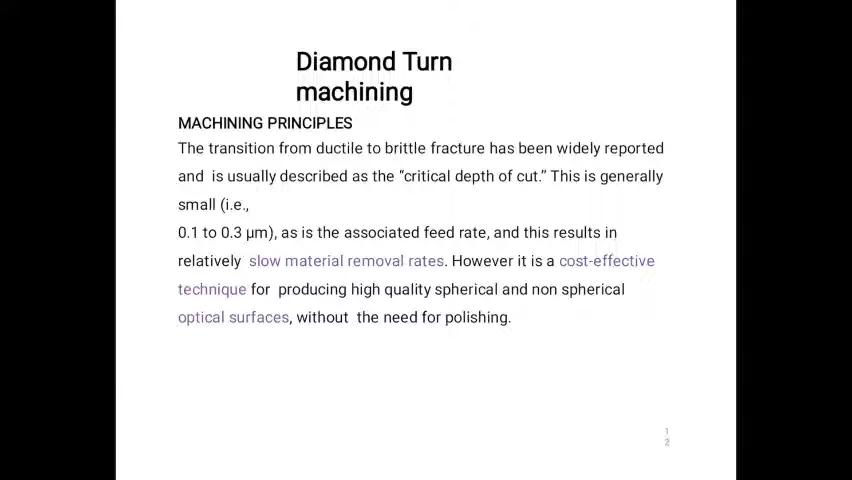 Diamond Turn
machining
MACHINING PRINCIPLES
The transition from ductile to brittle fracture has been widely reported
and is usually described as the “critical depth of cut.” This is generally
small (i.e.,
0.1 to 0.3 µm), as is the associated feed rate, and this results in
relatively slow material removal rates. However it is a cost-effective
technique for producing high quality spherical and non spherical
optical surfaces, without the need for polishing.
1
2